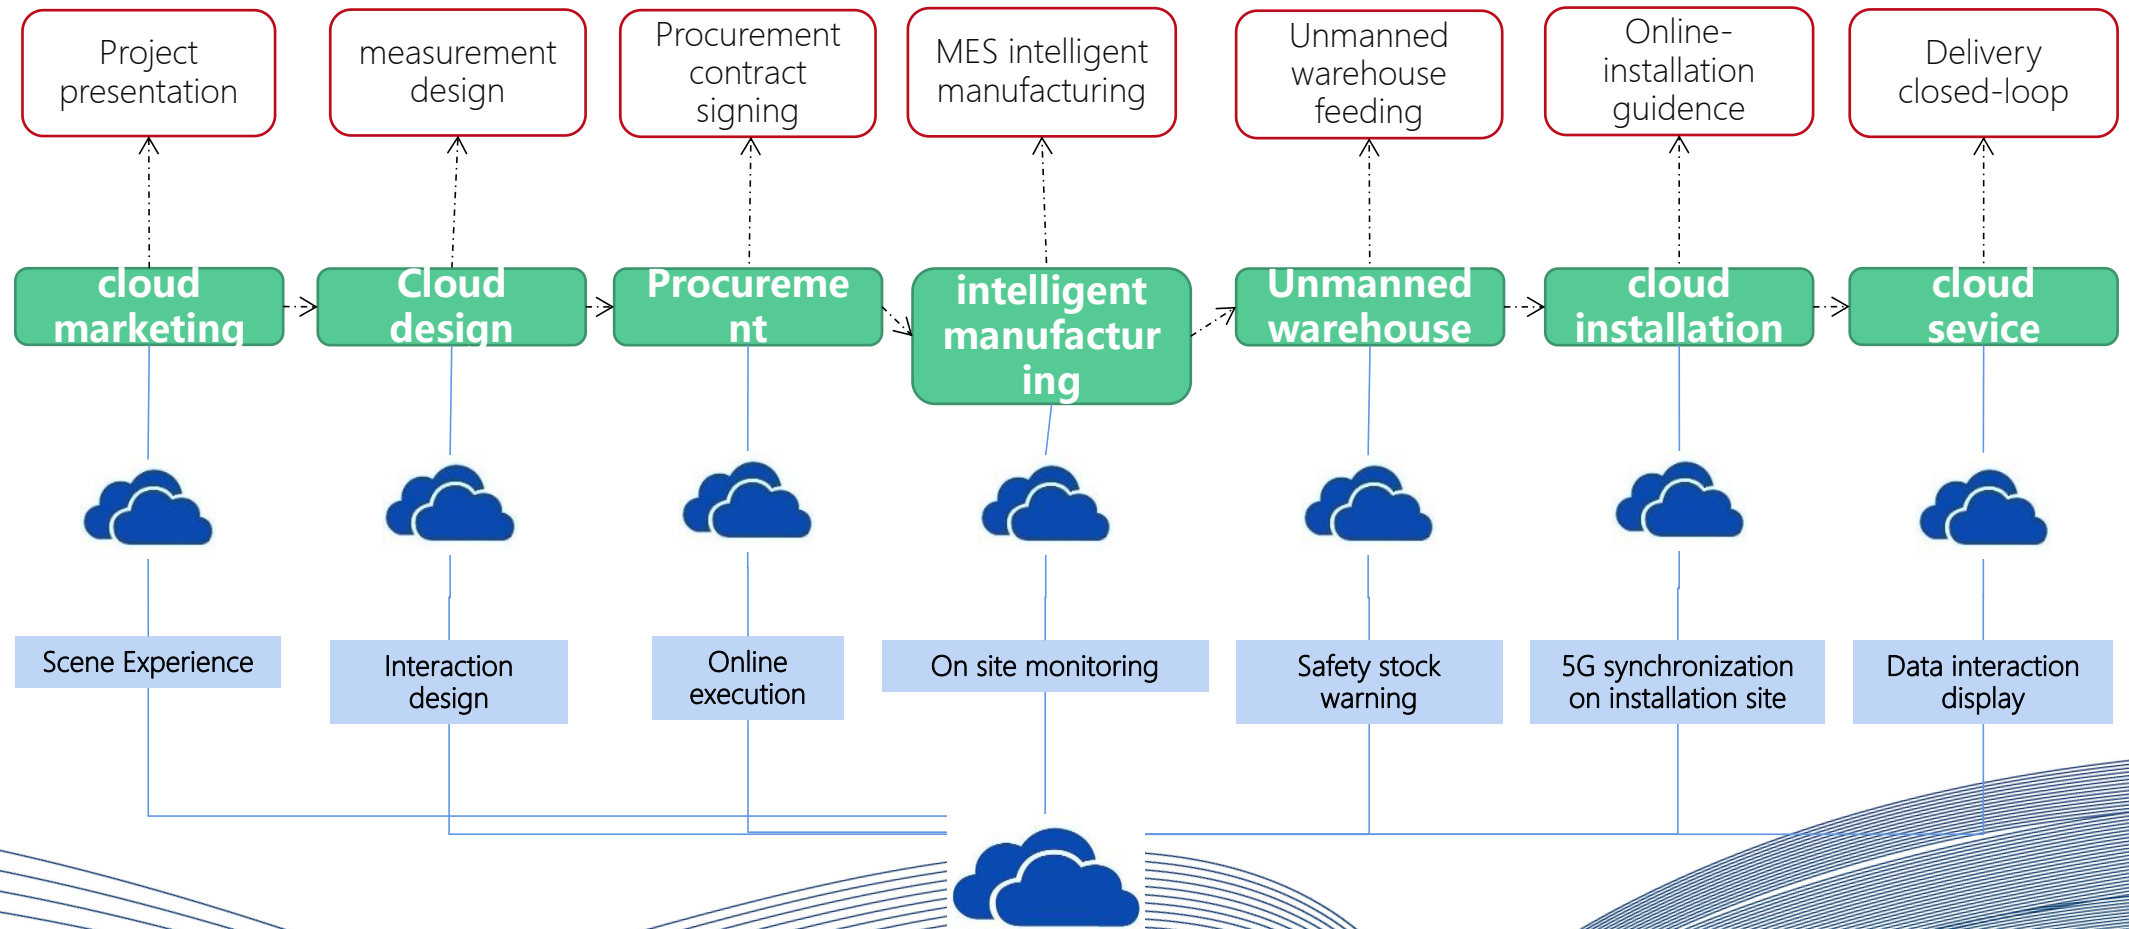 Project
presentation
measurement
design
Procurement
contract
signing
MES intelligent
manufacturing
Unmanned
warehouse
feeding
Online-
installation
guidence
Delivery
closed-loop
cloud
marketing
Cloud
design
Procureme
nt
intelligent
manufactur
ing
Unmanned
warehouse
cloud
installation
cloud
sevice
Scene Experience
Interaction
design
Online
execution
On site monitoring
Safety stock
warning
5G synchronization
on installation site
Data interaction
display